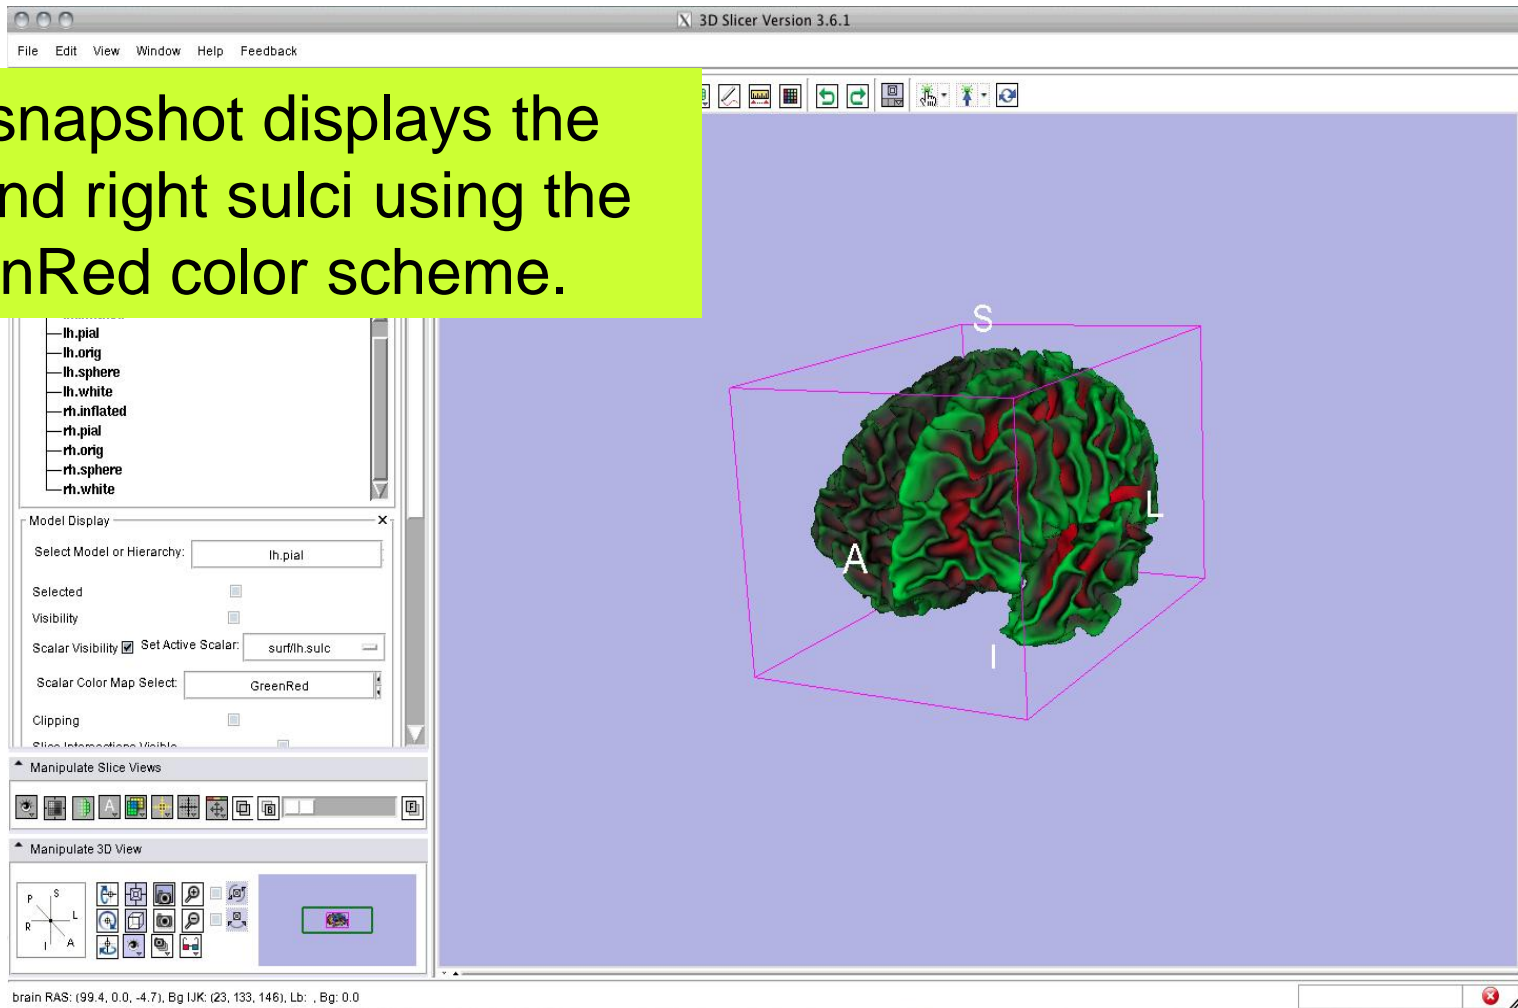 3D Slicer Version 3.6.1
File Edit View Window Help Feedback
snapshot displays the
nd right sulci using the
nRed color scheme.
lh.pial
lh.orig
lh.sphere
lh.white
rh.inflated
rh.pial
rh.orig
rh.sphere
rh.white
Model Display
Select Model or Hierarchy: lh.pial
Selected
Visibility
Scalar Visibility Set Active Scalar: surf/lh.sulc
Scalar Color Map Select: GreenRed
Clipping
Slice Intersections Visible
Manipulate Slice Views
Manipulate 3D View
P S
R L
I A
S
L
A
I
brain RAS: (99.4, 0.0, -4.7), Bg IJK: (23, 133, 146), Lb: , Bg: 0.0